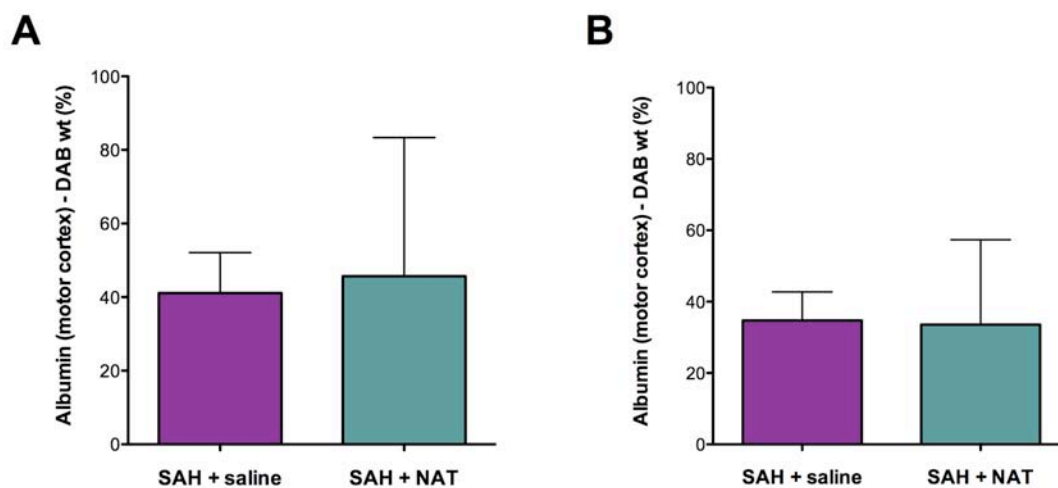 A
Albumin (motor cortex) - DAB wt (%)
100
80
60
40
20
0
SAH + saline
SAH + NAT
B
Albumin (motor cortex) - DAB wt (%)
100
80
60
40
20
0
SAH + saline
SAH + NAT